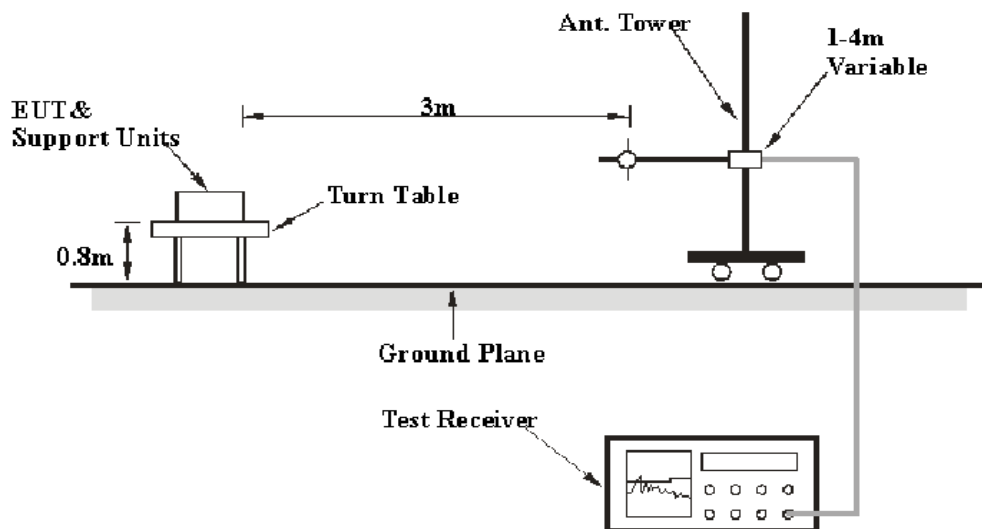 Ant. Tower
1-4m
Variable
EUT&
Support Units
3m
Turn Table
0.8m
Ground Plane
Test Receiver